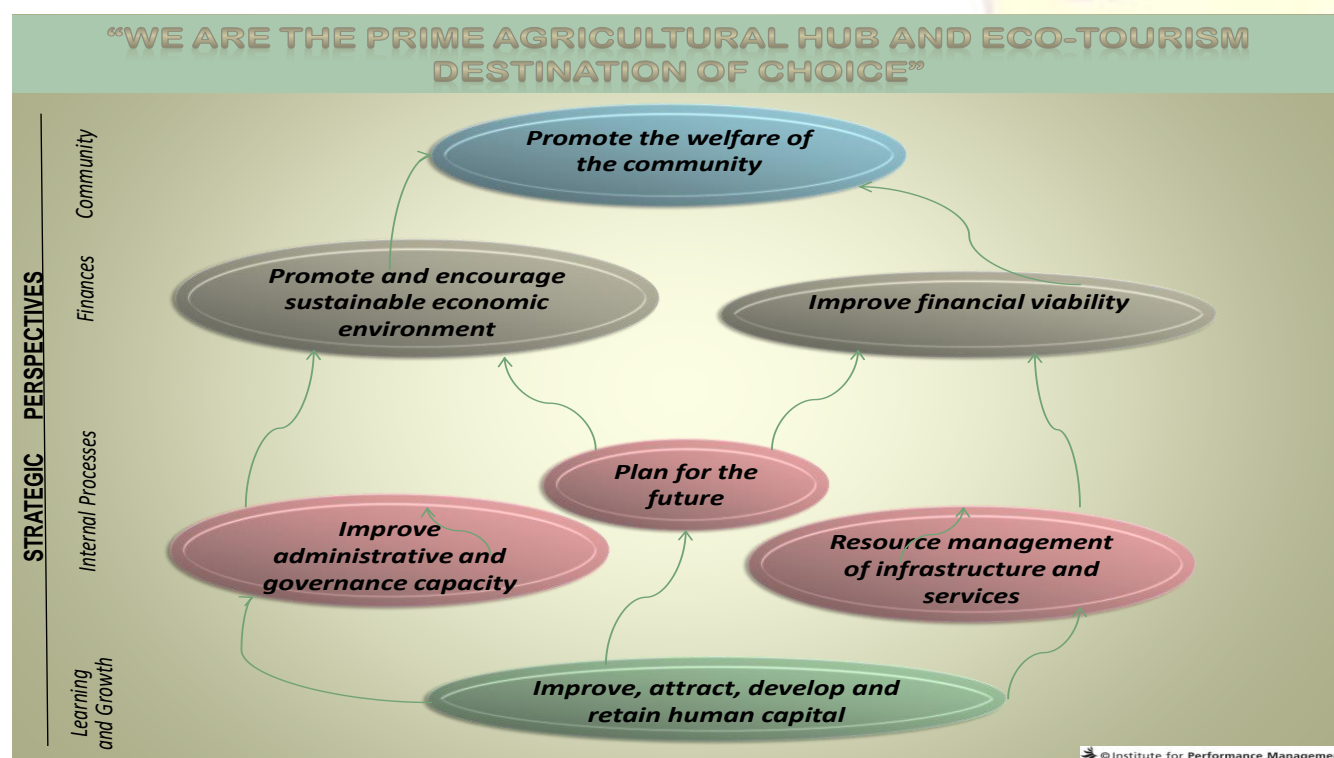 “WE ARE THE PRIME AGRICULTURAL HUB AND ECO-TOURISM
DESTINATION OF CHOICE”
STRATEGIC PERSPECTIVES
Community
Promote the welfare of
the community
Finances
Promote and encourage
sustainable economic
environment
Improve financial viability
Internal Processes
Plan for the
future
Improve
administrative and
governance capacity
Resource management
of infrastructure and
services
Learning
and Growth
Improve, attract, develop and
retain human capital
© Institute for Performance Manageme